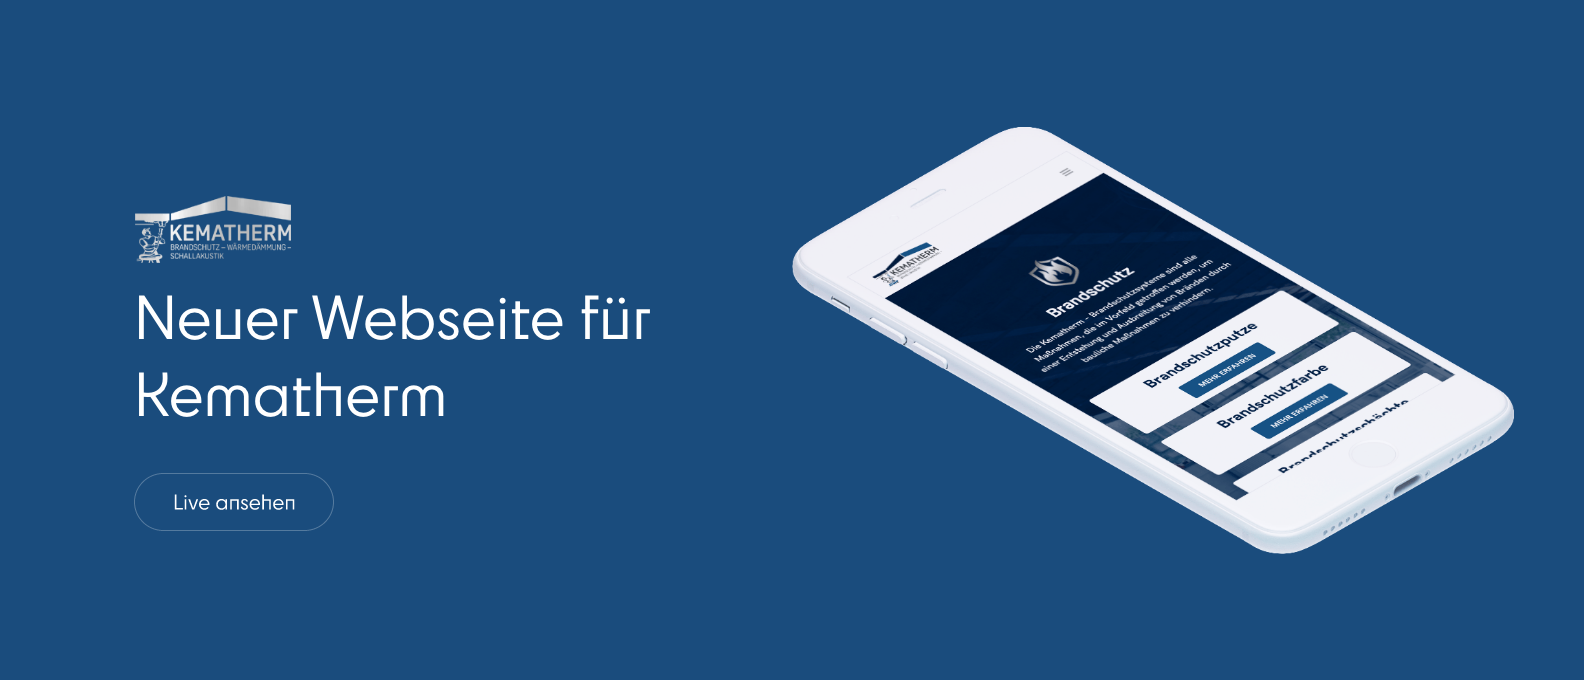 KEMATHERM
BRANDSCHUTZ – WÄRMEDÄMMUNG –
SCHALLAKUSTIK
Neuer Webseite für
Kematherm
Live ansehen
KEMATHERM
Brandschutz
Die Kematherm - Brandschutzsysteme sind alle
Maßnahmen, die im Vorfeld getroffen werden, um
einer Entstehung und Ausbreitung von Bränden durch
bauliche Maßnahmen zu verhindern.
Brandschutzputze
MEHR ERFAHREN
Brandschutzfarbe
MEHR ERFAHREN